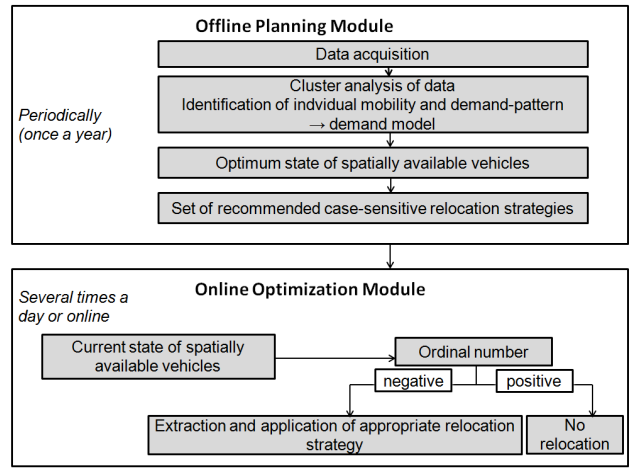 Offline Planning Module
Data acquisition
Cluster analysis of data
Identification of indvidual mobility and demand-pattern
→ demand model
Periodically
(once a year)
Optimum state of spatially available vehicles
Set of recommended case-sensitive relocation strategies
Online Optimization Module
Several times a
day or online
Current state of spatially
available vehicles
Ordinal number
negative
positive
Extraction and application of appropriate relocation
strategy
No
relocation